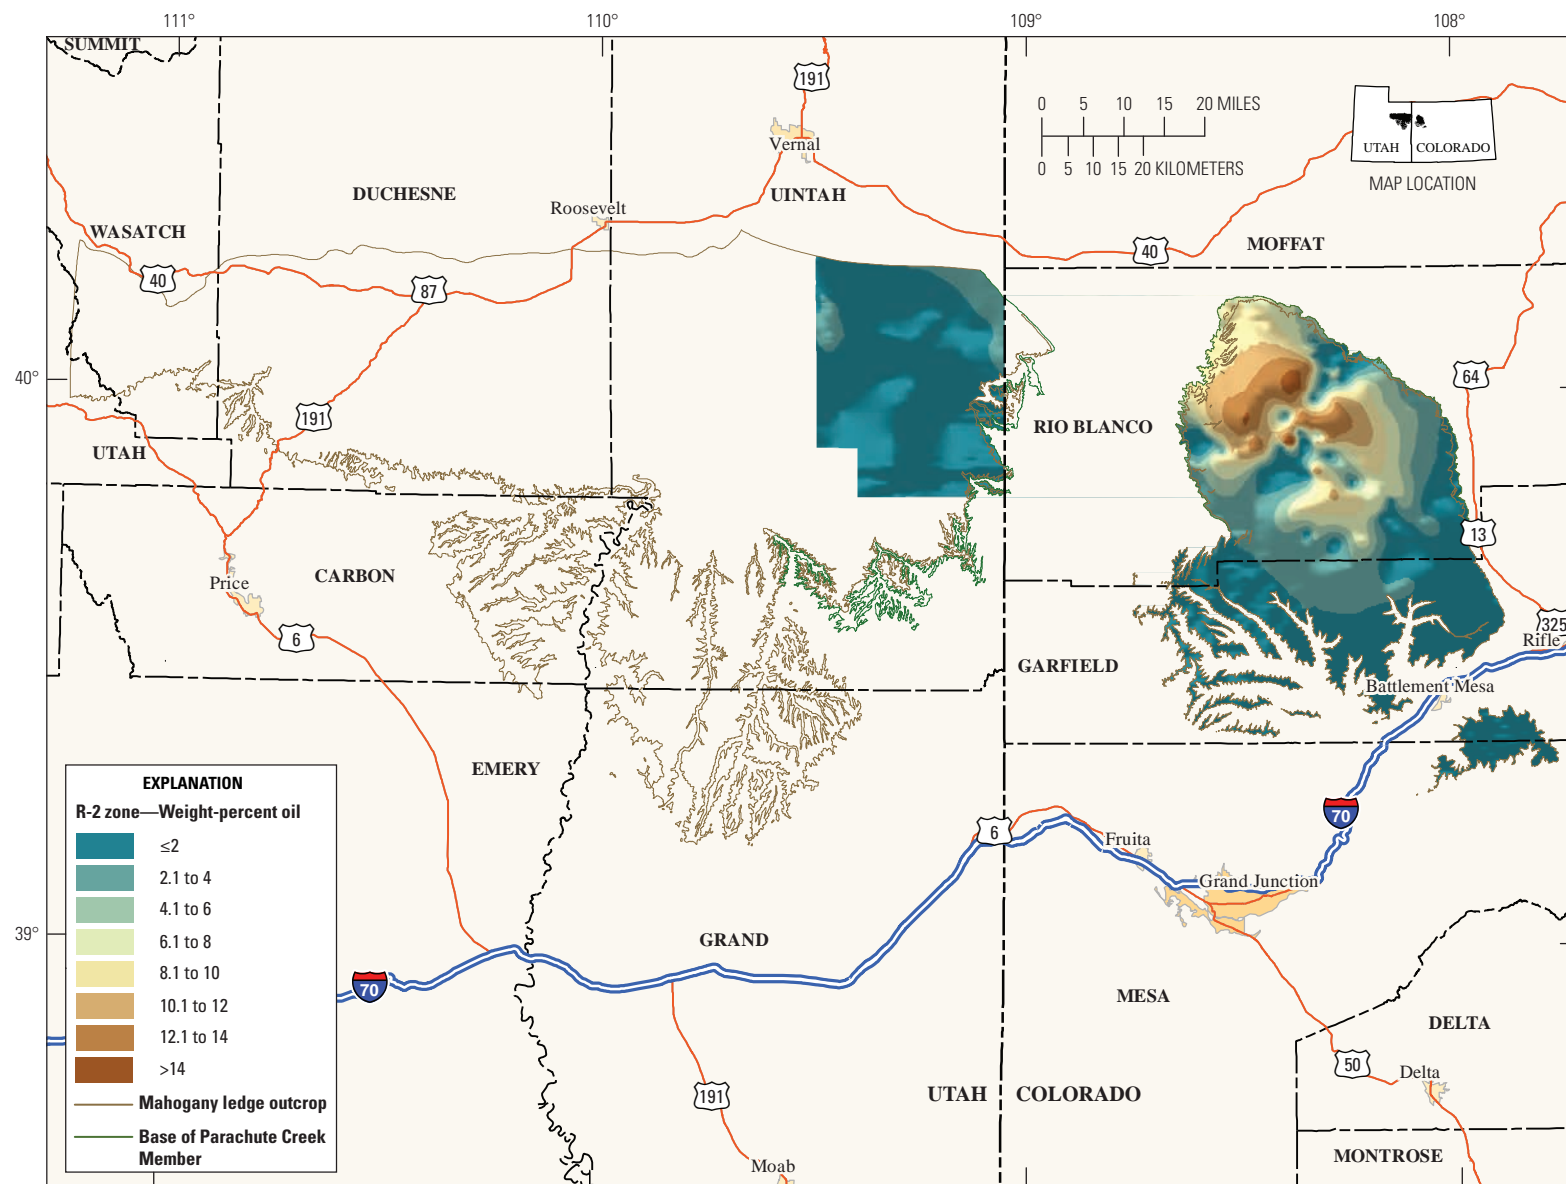 111°
110°
109°
108°
SUMMIT
191
Vernal
0 5 10 15 20 MILES
0 5 10 15 20 KILOMETERS
UTAH COLORADO
MAP LOCATION
DUCHESNE
UINTAH
Roosevelt
WASATCH
MOFFAT
40
40
87
40°
64
191
RIO BLANCO
UTAH
13
CARBON
Price
6
325
Rifle
GARFIELD
Battlement Mesa
EMERY
70
6
Fruita
Grand Junction
39°
GRAND
70
MESA
DELTA
50
Delta
191
UTAH COLORADO
MONTROSE
Moab
EXPLANATION
R-2 zone—Weight-percent oil
≤2
2.1 to 4
4.1 to 6
6.1 to 8
8.1 to 10
10.1 to 12
12.1 to 14
>14
Mahogany ledge outcrop
Base of Parachute Creek
Member